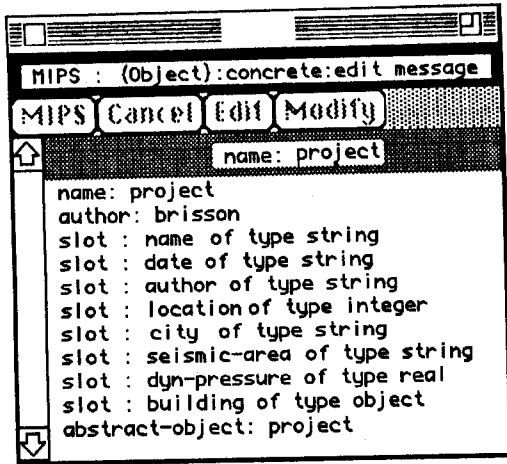 MIPS : (Object):concrete:edit message
MIPS Cancel Edit Modify
name: project
name: project
author: brisson
slot : name of type string
slot : date of type string
slot : author of type string
slot : location of type integer
slot : city of type string
slot : seismic-area of type string
slot : dyn-pressure of type real
slot : building of type object
abstract-object: project